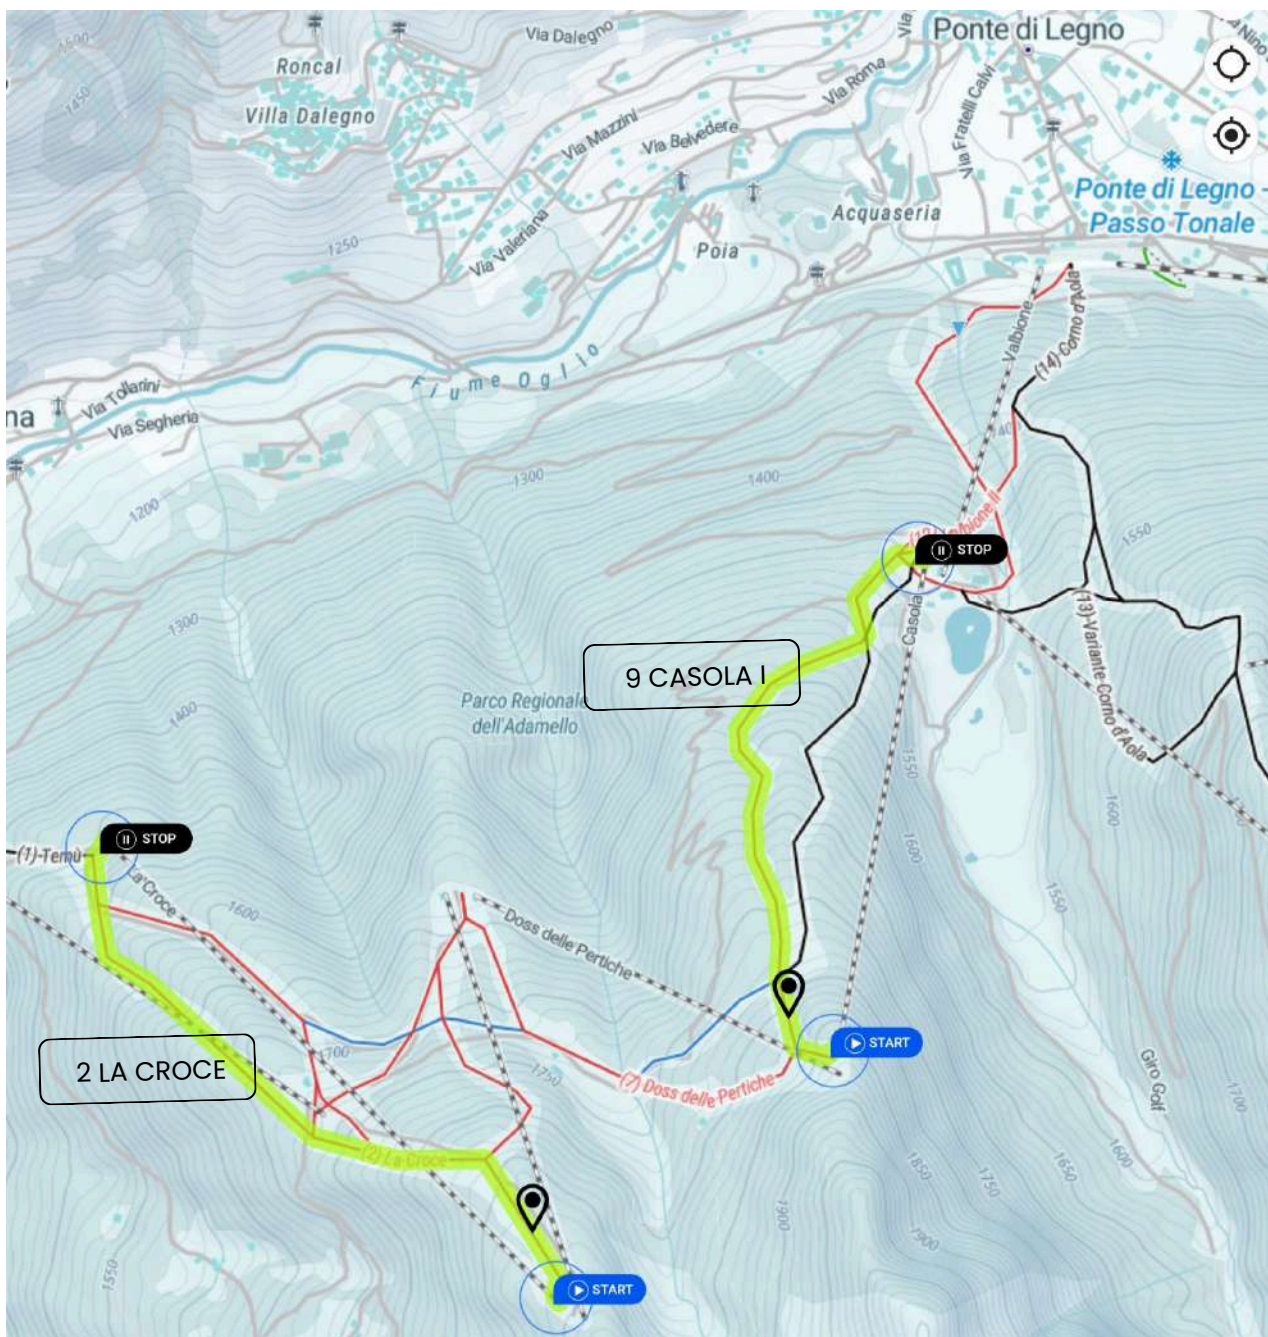 Ponte di Legno
Via Dalegno
Roncal
Villa Dalegno
Via Roma
Via Mazzini
Via Belvedere
Via Fratelli Calvi
1450
Ponte di Legno -
Passo Tonale
Acquaseria
Via Valeriana
Poia
1250
Valbione
(14) Corno d'Aola
Fiume Oglio
Via Tollarini
Via Segheria
na
1400
1300
1400
1200
1550
STOP
Casola
(13) Variante Corno d'Aola
1300
9 CASOLA I
Parco Regionale
dell'Adamello
1400
1550
1600
STOP
(1) Temù
La Croce
1600
1600
1550
Doss delle Pertiche
START
1700
1750
(7) Doss delle Pertiche
2 LA CROCE
Giro Golf
1700
(2) La Croce
1850
1750
1650
1600
1900
1900
1550
START